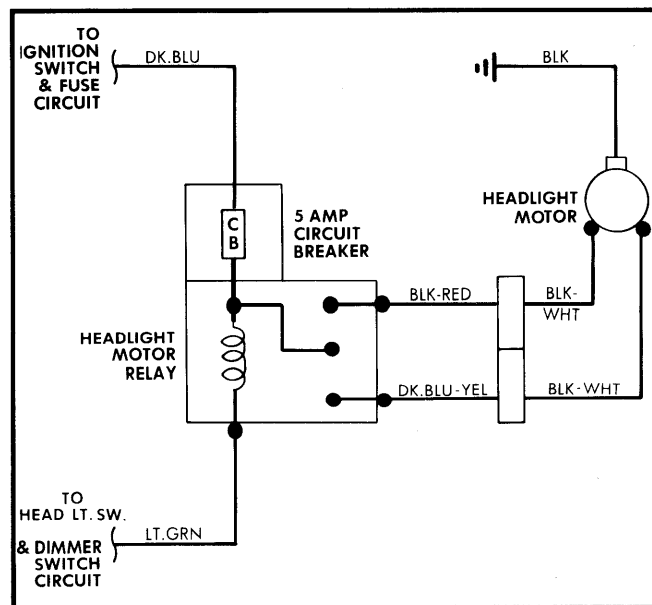 TO
IGNITION
SWITCH
& FUSE
CIRCUIT
DK.BLU
BLK
C
B
5 AMP
CIRCUIT
BREAKER
HEADLIGHT
MOTOR
HEADLIGHT
MOTOR
RELAY
BLK-RED
BLK-
WHT
DK.BLU-YEL
BLK-WHT
TO
HEAD LT. SW.
& DIMMER
SWITCH
CIRCUIT
LT.GRN